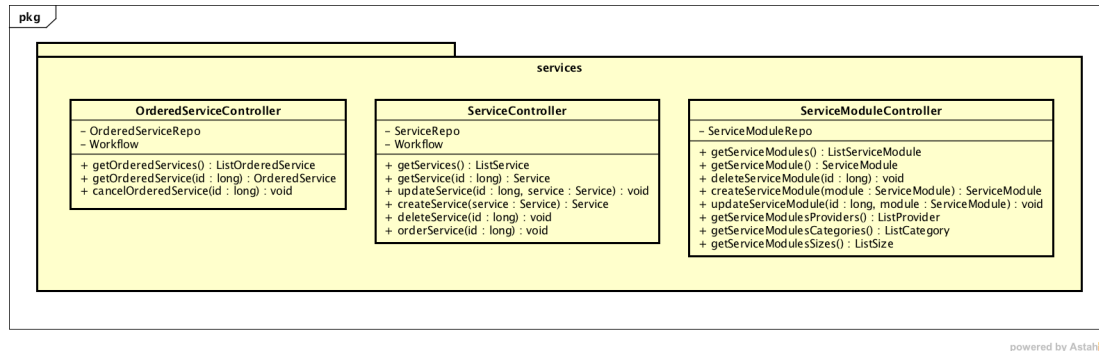 pkg
services
OrderedServiceController
– OrderedServiceRepo
– Workflow
+ getOrderedServices() : ListOrderedService
+ getOrderedService(id : long) : OrderedService
+ cancelOrderedService(id : long) : void
ServiceController
– ServiceRepo
– Workflow
+ getServices() : ListService
+ getService(id : long) : Service
+ updateService(id : long, service : Service) : void
+ createService(service : Service) : Service
+ deleteService(id : long) : void
+ orderService(id : long) : void
ServiceModuleController
– ServiceModuleRepo
+ getServiceModules() : ListServiceModule
+ getServiceModule() : ServiceModule
+ deleteServiceModule(id : long) : void
+ createServiceModule(module : ServiceModule) : ServiceModule
+ updateServiceModule(id : long, module : ServiceModule) : void
+ getServiceModulesProviders() : ListProvider
+ getServiceModulesCategories() : ListCategory
+ getServiceModulesSizes() : ListSize
powered by Astah